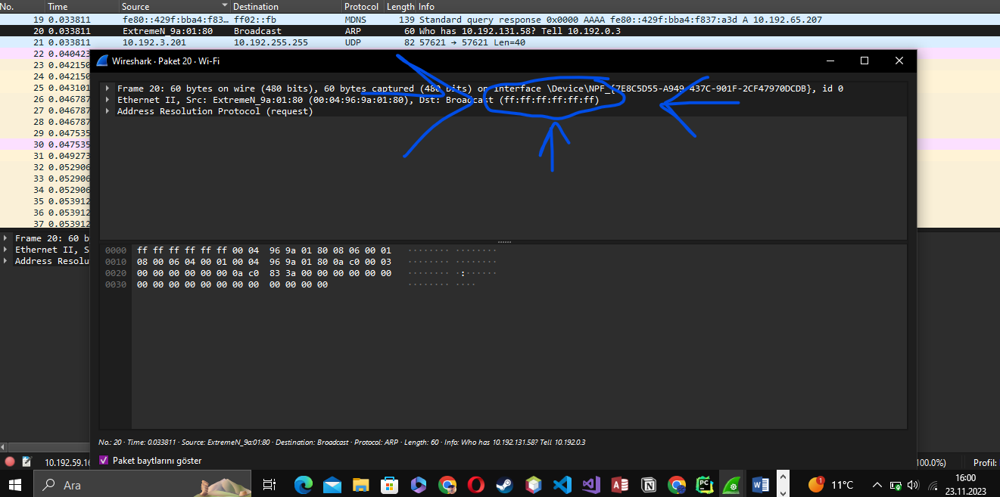 No. Time Source Destination Protocol Length Info
19 0.033811 fe80::429f:bba4:f83… ff02::fb MDNS 139 Standard query response 0x0000 AAAA fe80::429f:bba4:f837:a3d A 10.192.65.207
20 0.033811 ExtremeN_9a:01:80 Broadcast ARP 60 Who has 10.192.131.58? Tell 10.192.0.3
21 0.033811 10.192.3.201 10.192.255.255 UDP 82 57621 → 57621 Len=40
22 0.040423
23 0.042150
24 0.042150
25 0.043101
26 0.046787
27 0.046787
28 0.046787
29 0.047535
30 0.047535
31 0.049273
32 0.052906
33 0.052906
34 0.052906
35 0.053912
36 0.053912
37 0.053912
Frame 20: 60 b
Ethernet II, S
Address Resolu
Wireshark · Paket 20 · Wi-Fi
Frame 20: 60 bytes on wire (480 bits), 60 bytes captured (480 bits) on interface \Device\NPF_{7E8C5D55-A949-437C-901F-2CF47970DCDB}, id 0
Ethernet II, Src: ExtremeN_9a:01:80 (00:04:96:9a:01:80), Dst: Broadcast (ff:ff:ff:ff:ff:ff)
Address Resolution Protocol (request)
0000 ff ff ff ff ff ff 00 04 96 9a 01 80 08 06 00 01 ········ ········
0010 08 00 06 04 00 01 00 04 96 9a 01 80 0a c0 00 03 ········ ········
0020 00 00 00 00 00 00 0a c0 83 3a 00 00 00 00 00 00 ········ ·:······
0030 00 00 00 00 00 00 00 00 00 00 00 00 ········ ····
No.: 20 · Time: 0.033811 · Source: ExtremeN_9a:01:80 · Destination: Broadcast · Protocol: ARP · Length: 60 · Info: Who has 10.192.131.58? Tell 10.192.0.3
Paket baytlarını göster
10.192.59.16
100.0%) Profil:
Ara
PC
N
W
1
11°C
16:00
23.11.2023